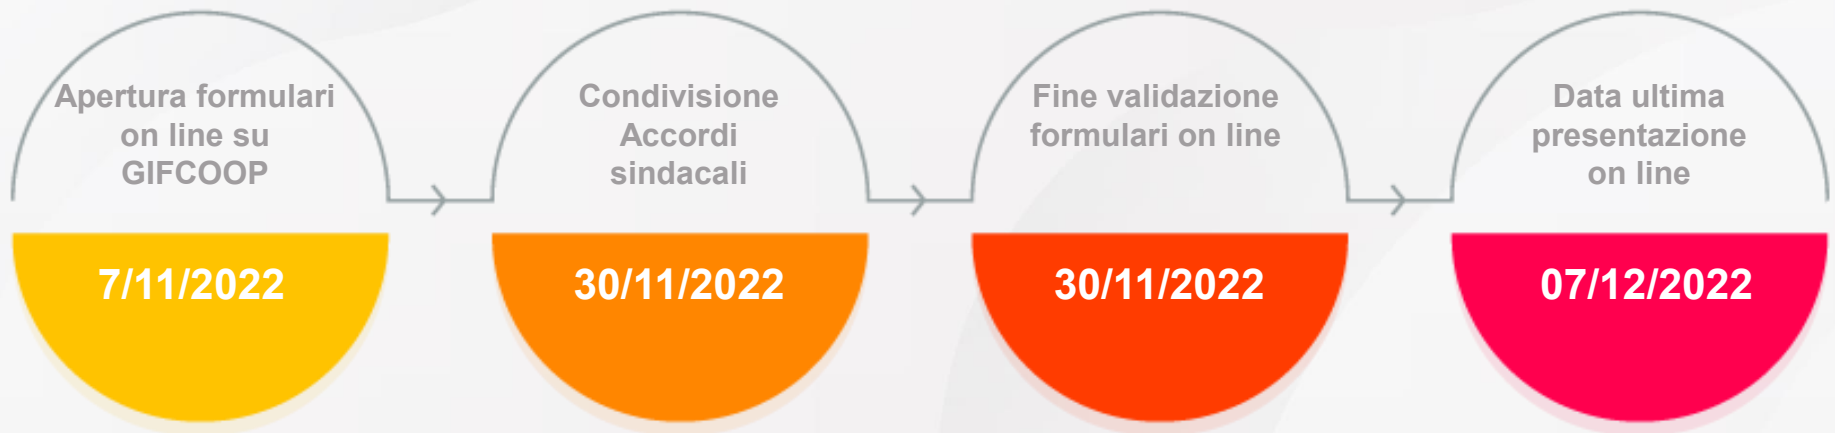 Apertura formulari
on line su
GIFCOOP
7/11/2022
Condivisione
Accordi
sindacali
30/11/2022
Fine validazione
formulari on line
30/11/2022
Data ultima
presentazione
on line
07/12/2022